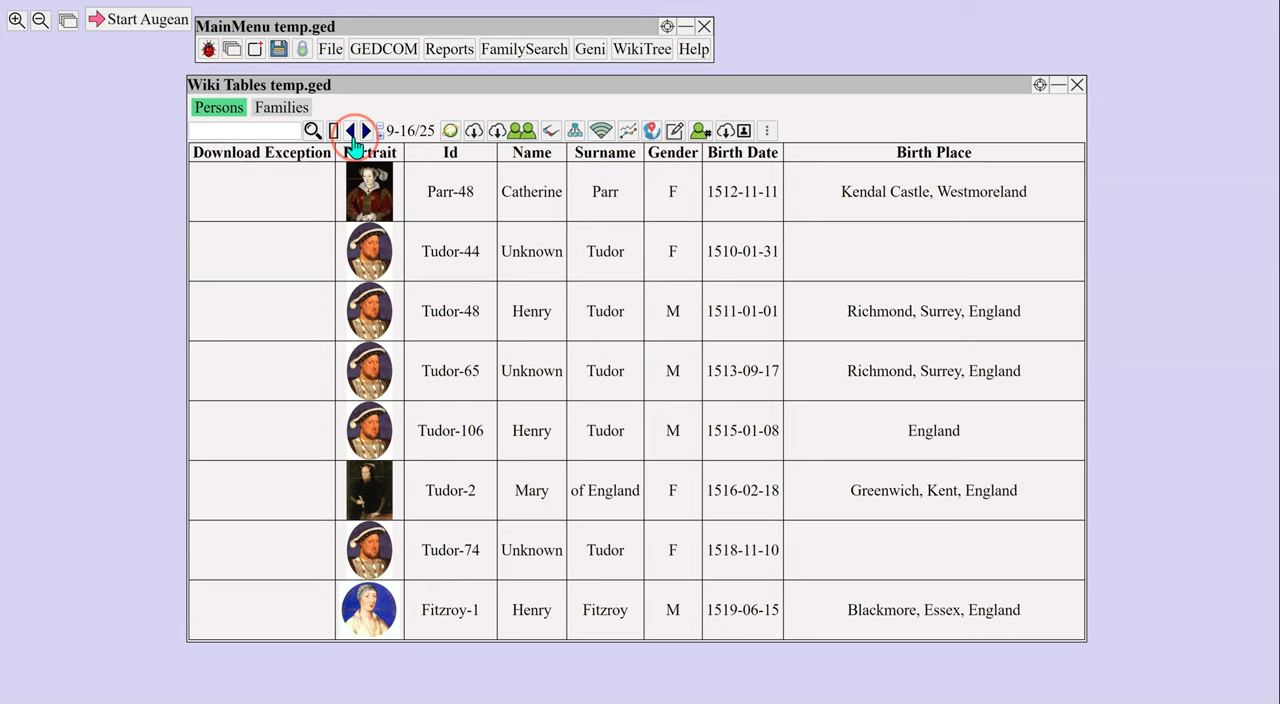 Start Augean
MainMenu temp.ged
File GEDCOM Reports FamilySearch Geni WikiTree Help
Wiki Tables temp.ged
Persons Families
9-16/25
Download Exception Id Name Surname Gender Birth Date Birth Place
Parr-48 Catherine Parr F 1512-11-11 Kendal Castle, Westmoreland
Tudor-44 Unknown Tudor F 1510-01-31
Tudor-48 Henry Tudor M 1511-01-01 Richmond, Surrey, England
Tudor-65 Unknown Tudor M 1513-09-17 Richmond, Surrey, England
Tudor-106 Henry Tudor M 1515-01-08 England
Tudor-2 Mary of England F 1516-02-18 Greenwich, Kent, England
Tudor-74 Unknown Tudor F 1518-11-10
Fitzroy-1 Henry Fitzroy M 1519-06-15 Blackmore, Essex, England